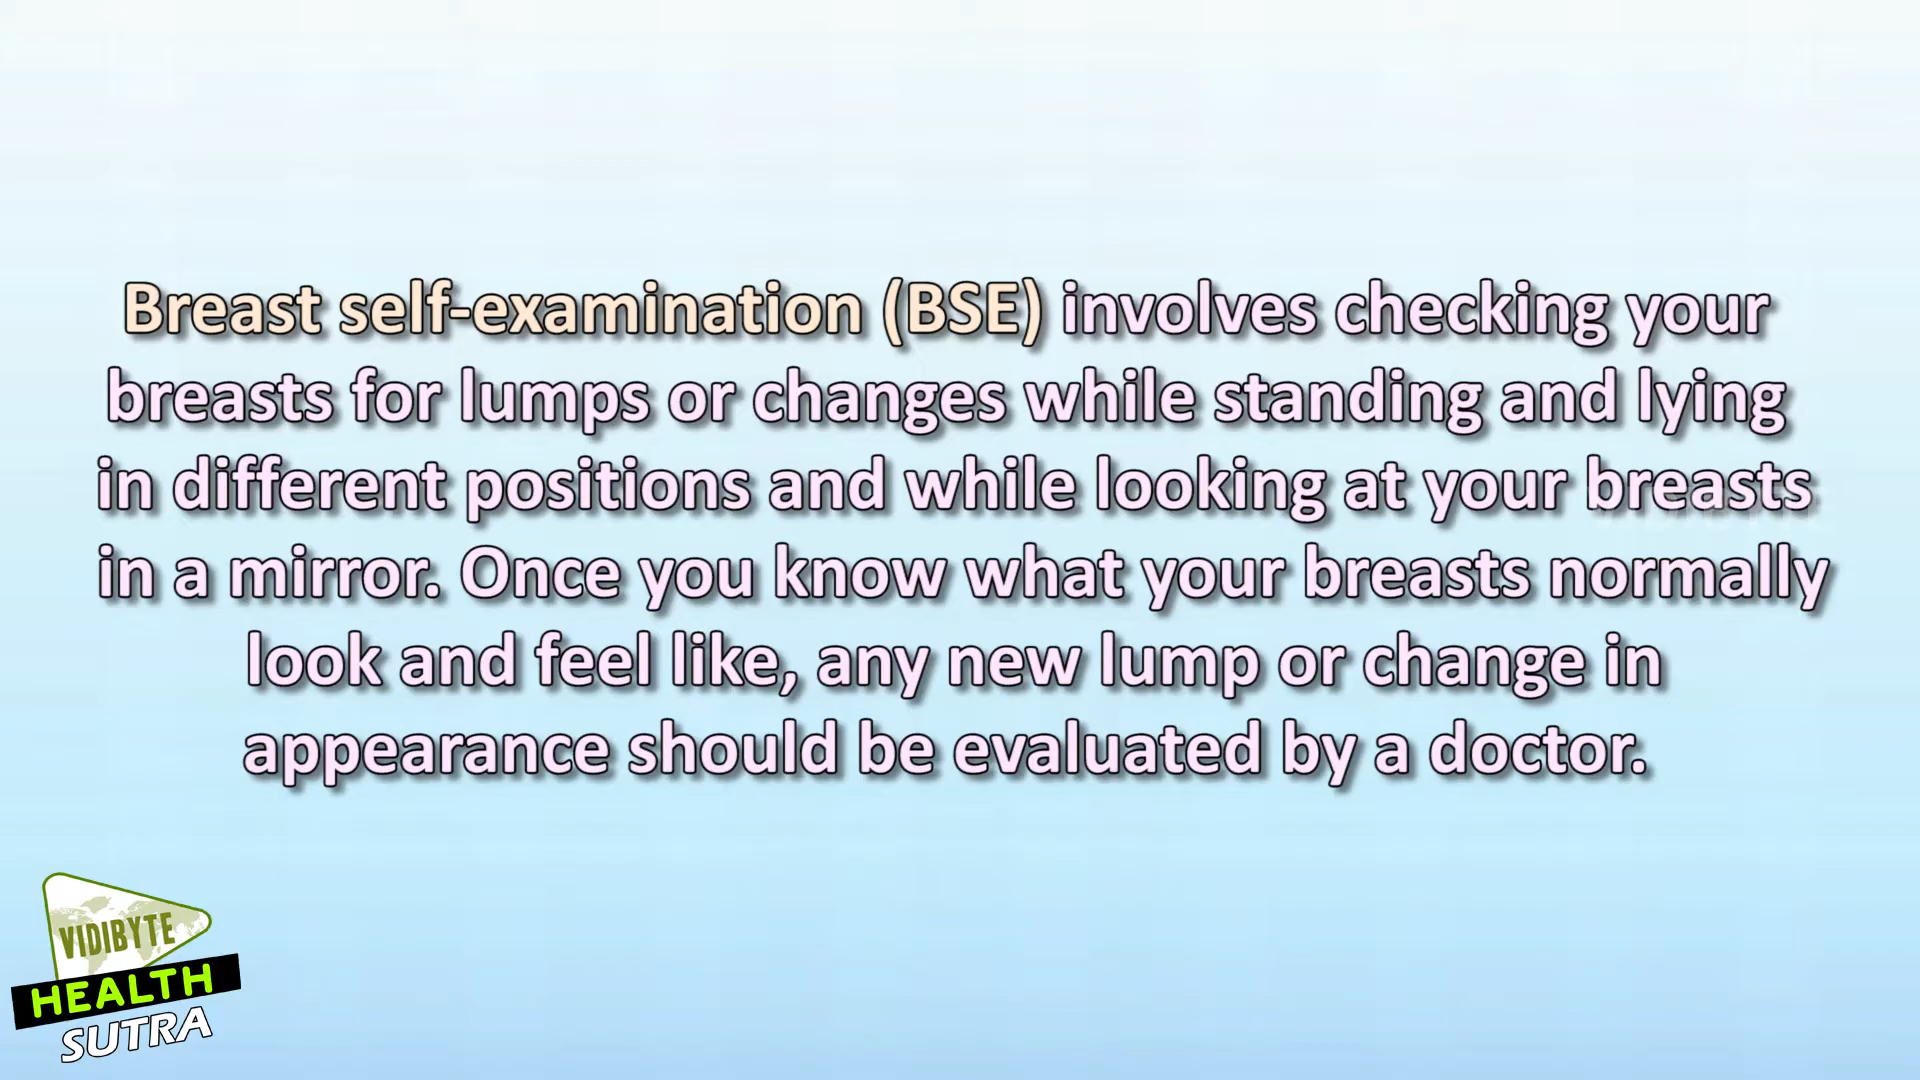 Breast self-examination (BSE) involves checking your
breasts for lumps or changes while standing and lying
in different positions and while looking at your breasts
in a mirror. Once you know what your breasts normally
look and feel like, any new lump or change in
appearance should be evaluated by a doctor.
VIDIBYTE
HEALTH
SUTRA